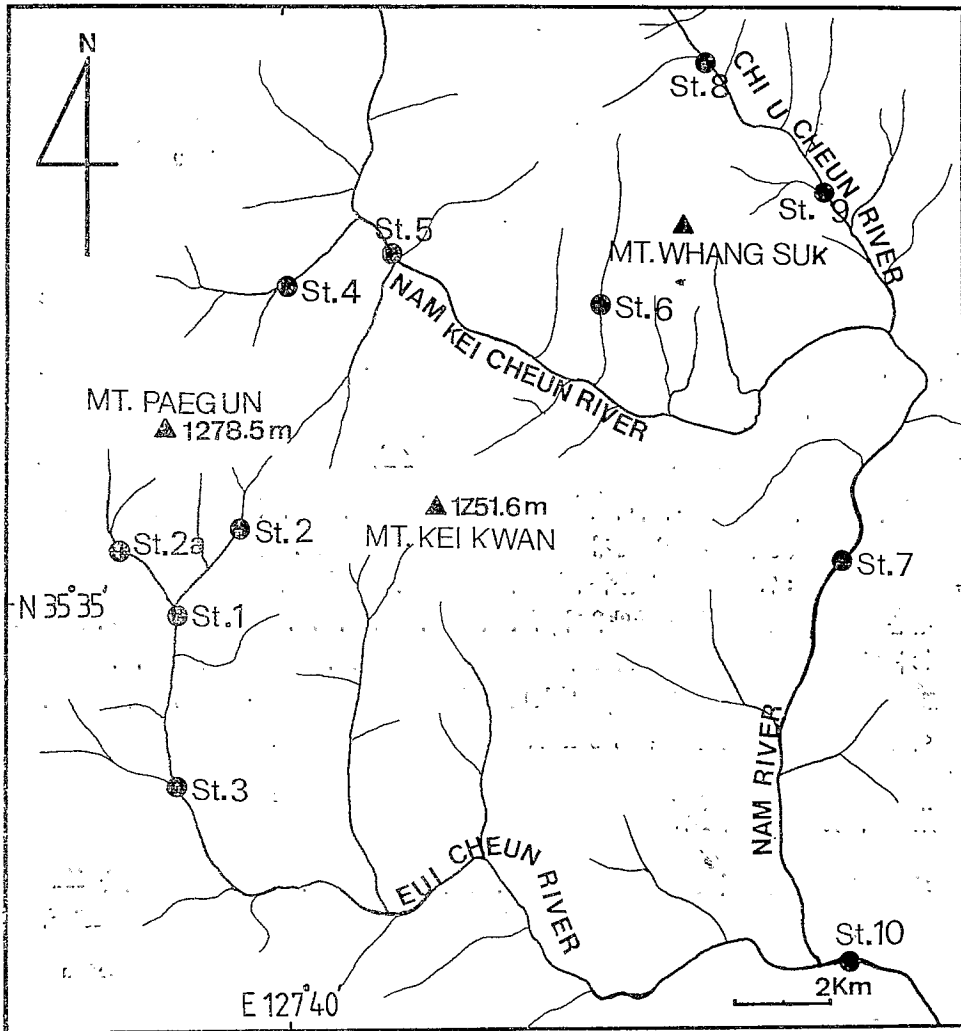 N
St.8
CHI U CHEUN RIVER
St. 9
St.5
MT. WHANG SUK
St.4
St.6
NAM KEI CHEUN RIVER
MT. PAEGUN
1278.5m
1Z51.6m
MT. KEI KWAN
St.2
St.2a
St.7
N 35°35'
St.1
NAM RIVER
St.3
EUI CHEUN RIVER
St.10
E 127°40'
2Km